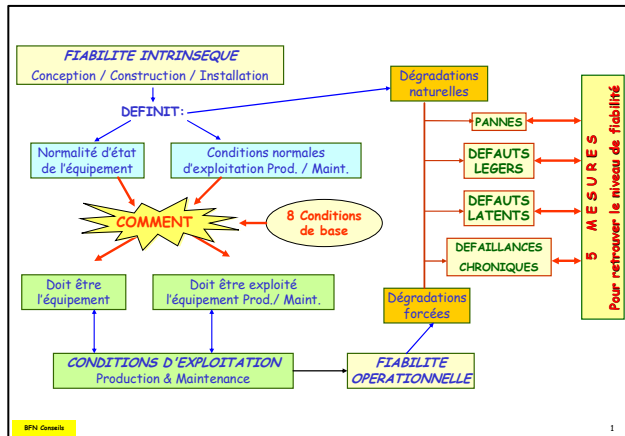 FIABILITE INTRINSEQUE
Conception / Construction / Installation
DEFINIT:
Normalité d'état
de l'équipement
Conditions normales
d'exploitation Prod. / Maint.
COMMENT
8 Conditions
de base
Doit être
l'équipement
Doit être exploité
l'équipement Prod./ Maint.
CONDITIONS D'EXPLOITATION
Production & Maintenance
FIABILITE
OPERATIONNELLE
Dégradations
naturelles
PANNES
DEFAUTS
LEGERS
DEFAUTS
LATENTS
DEFAILLANCES
CHRONIQUES
Dégradations
forcées
5 MESURES
Pour retrouver le niveau de fiabilité
BFN Conseils
1